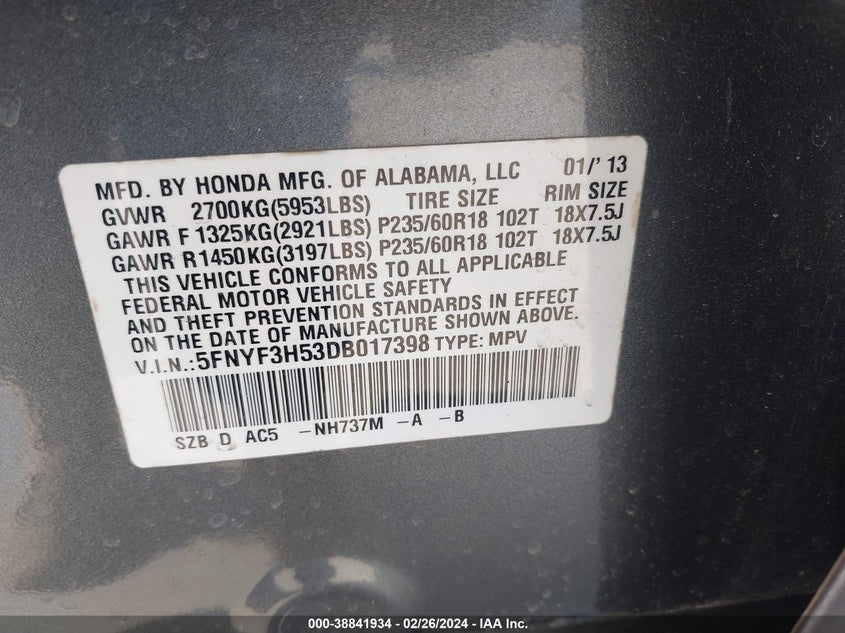 MFD. BY HONDA MFG. OF ALABAMA, LLC 01/'13
GVWR 2700KG(5953LBS) TIRE SIZE RIM SIZE
GAWR F 1325KG(2921LBS) P235/60R18 102T 18X7.5J
GAWR R1450KG(3197LBS) P235/60R18 102T 18X7.5J
THIS VEHICLE CONFORMS TO ALL APPLICABLE
FEDERAL MOTOR VEHICLE SAFETY
AND THEFT PREVENTION STANDARDS IN EFFECT
ON THE DATE OF MANUFACTURE SHOWN ABOVE.
V.I.N.:5FNYF3H53DB017398 TYPE: MPV
SZB D AC5 -NH737M -A -B
000-38841934 - 02/26/2024 - IAA Inc.